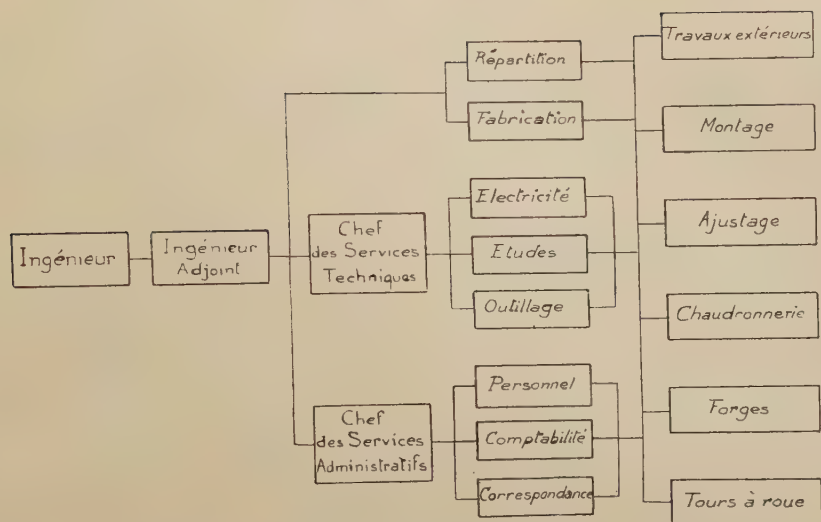 Ingénieur
Ingénieur
Adjoint
Chef
des Services
Techniques
Chef
des Services
Administratifs
Répartition
Fabrication
Electricité
Etudes
Outillage
Personnel
Comptabilité
Correspondance
Travaux extérieurs
Montage
Ajustage
Chaudronnerie
Forges
Tours à roue